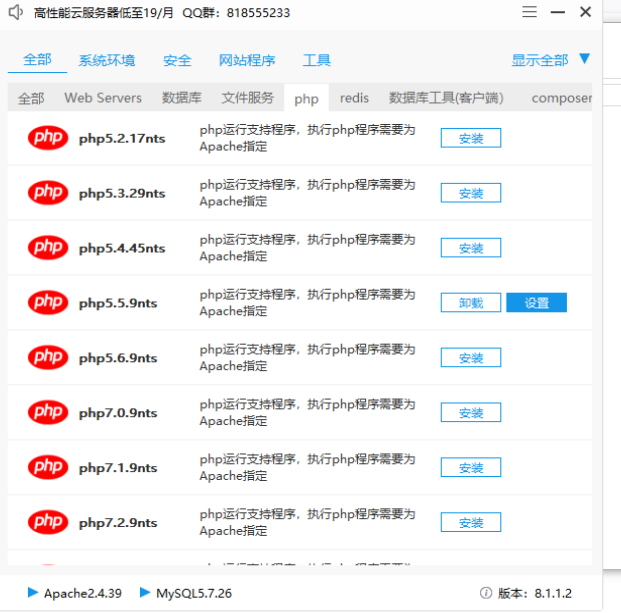 高性能云服务器低至19/月 QQ群：818555233
全部 系统环境 安全 网站程序 工具 显示全部
全部 Web Servers 数据库 文件服务 php redis 数据库工具(客户端) composer
php php5.2.17nts php运行支持程序，执行php程序需要为 安装
Apache指定
php php5.3.29nts php运行支持程序，执行php程序需要为 安装
Apache指定
php php5.4.45nts php运行支持程序，执行php程序需要为 安装
Apache指定
php php5.5.9nts php运行支持程序，执行php程序需要为 卸载 设置
Apache指定
php php5.6.9nts php运行支持程序，执行php程序需要为 安装
Apache指定
php php7.0.9nts php运行支持程序，执行php程序需要为 安装
Apache指定
php php7.1.9nts php运行支持程序，执行php程序需要为 安装
Apache指定
php php7.2.9nts php运行支持程序，执行php程序需要为 安装
Apache指定
Apache2.4.39 MySQL5.7.26 版本：8.1.1.2